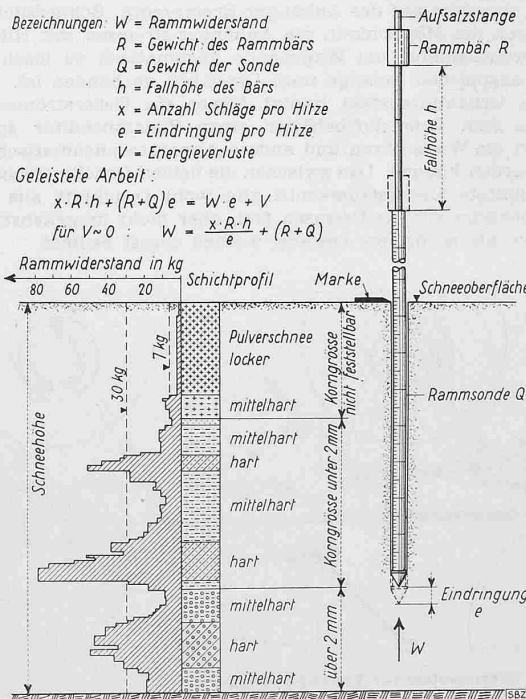 Bezeichnungen: W = Rammwiderstand
R = Gewicht des Rammbärs
Q = Gewicht der Sonde
h = Fallhöhe des Bärs
x = Anzahl Schläge pro Hitze
e = Eindringung pro Hitze
V = Energieverluste
Geleistete Arbeit:
x·R·h + (R+Q)e = W·e + V
für V~0 : W = x·R·h/e + (R+Q)
Aufsatzstange
Rammbär R
Fallhöhe h
Rammwiderstand in kg
80 60 40 20
Schichtprofil
Marke
Schneeoberfläche
7 kg
30 kg
Schneehöhe
Pulverschnee
locker
mittelhart
mittelhart
hart
mittelhart
hart
mittelhart
hart
mittelhart
Korngrösse
nicht feststellbar
Korngrösse unter 2mm
über 2mm
Rammsonde Q
Eindringung
e
W
SBZ